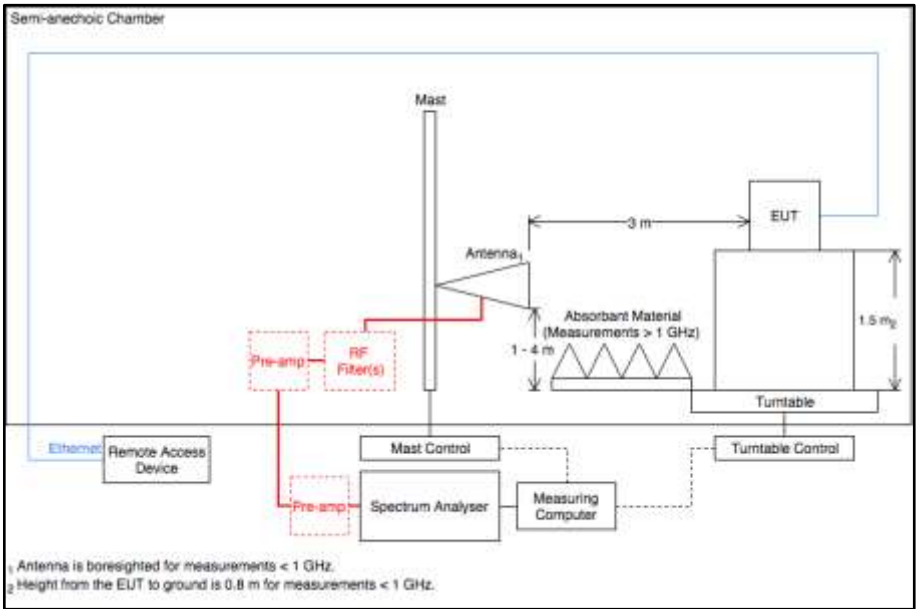 Semi-anechoic Chamber
Mast
EUT
3 m
Antenna1
Absorbant Material
(Measurements > 1 GHz)
1.5 m2
1 - 4 m
Pre-amp
RF
Filter(s)
Turntable
Ethernet
Remote Access
Device
Mast Control
Turntable Control
Pre-amp
Spectrum Analyser
Measuring
Computer
1 Antenna is boresighted for measurements < 1 GHz.
2 Height from the EUT to ground is 0.8 m for measurements < 1 GHz.